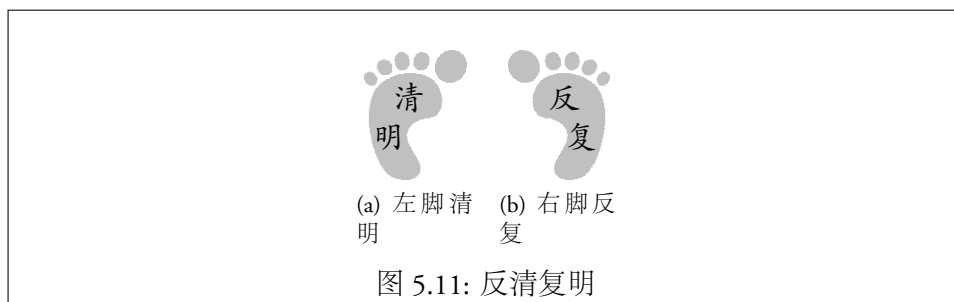 清
明
反
复
(a) 左脚清
明
(b) 右脚反
复
图 5.11: 反清复明